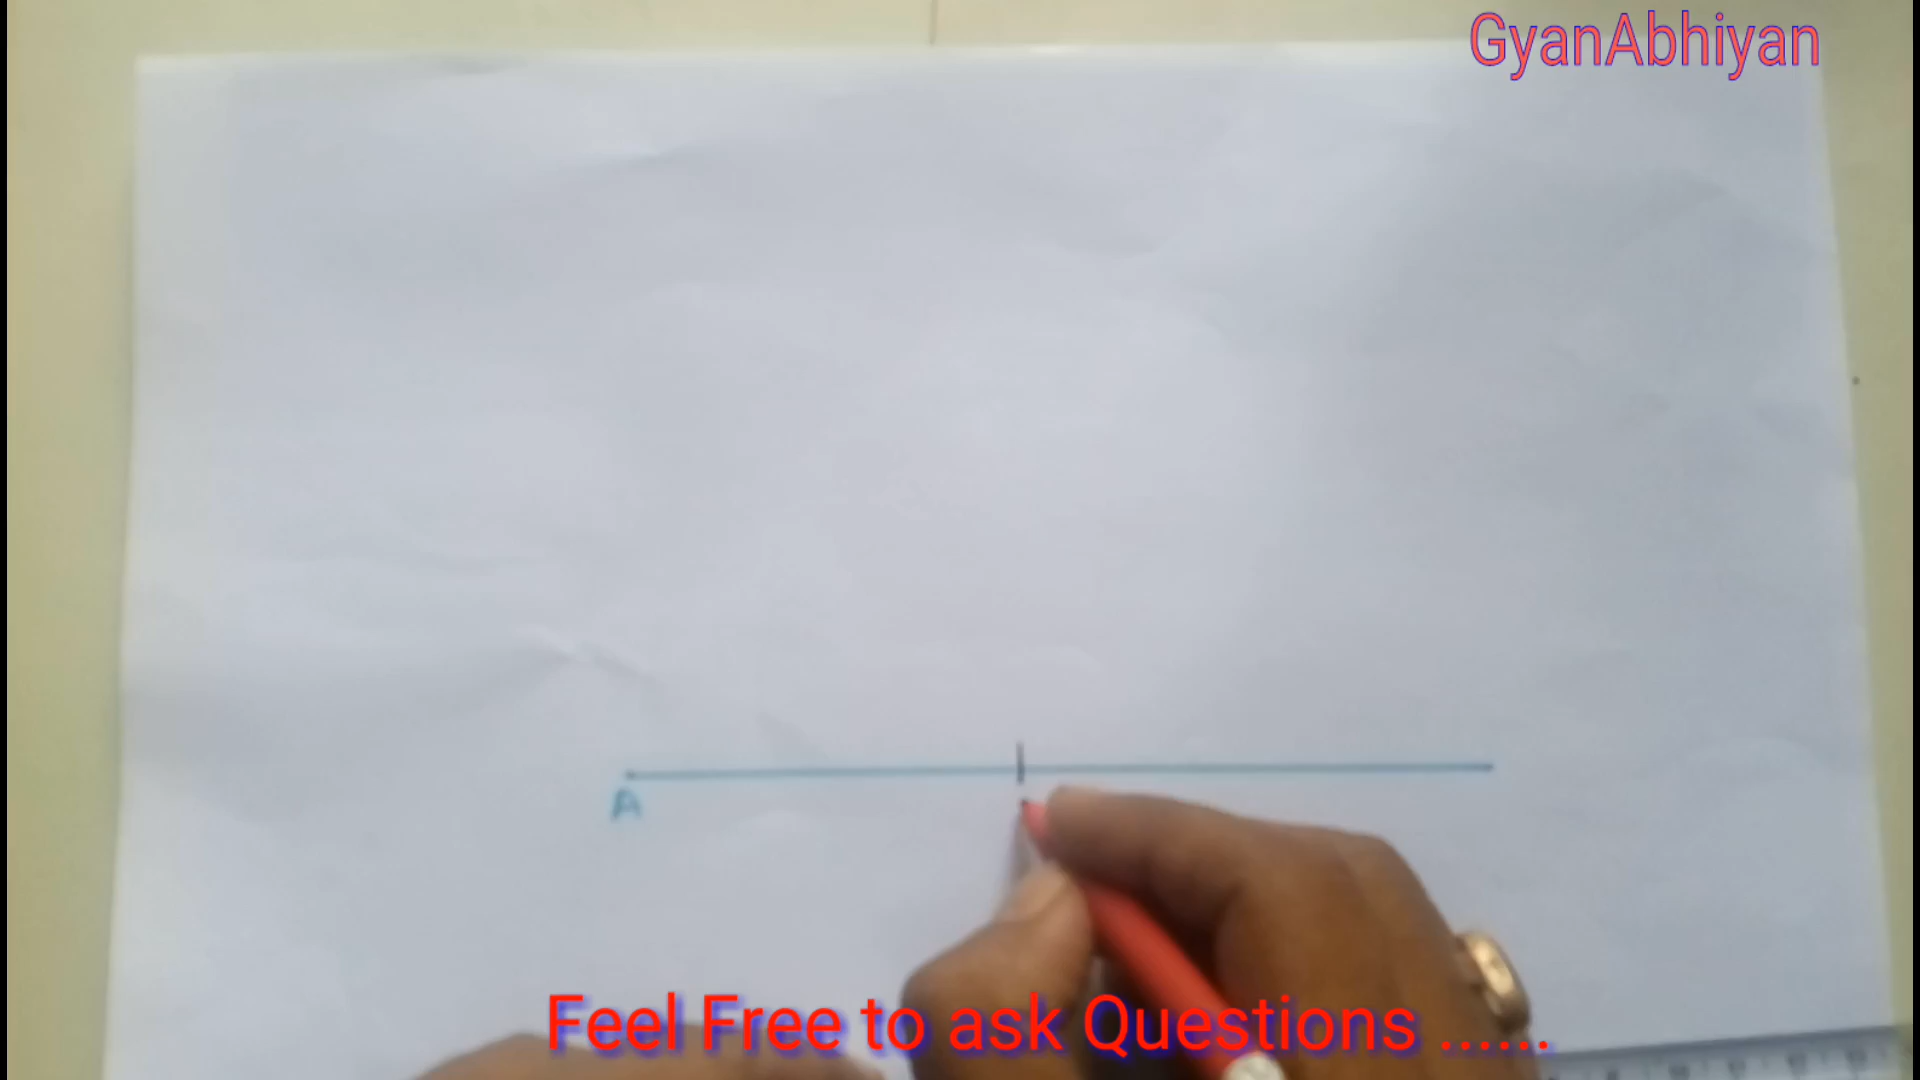 GyanAbhiyan
A
Feel Free to ask Questions ......